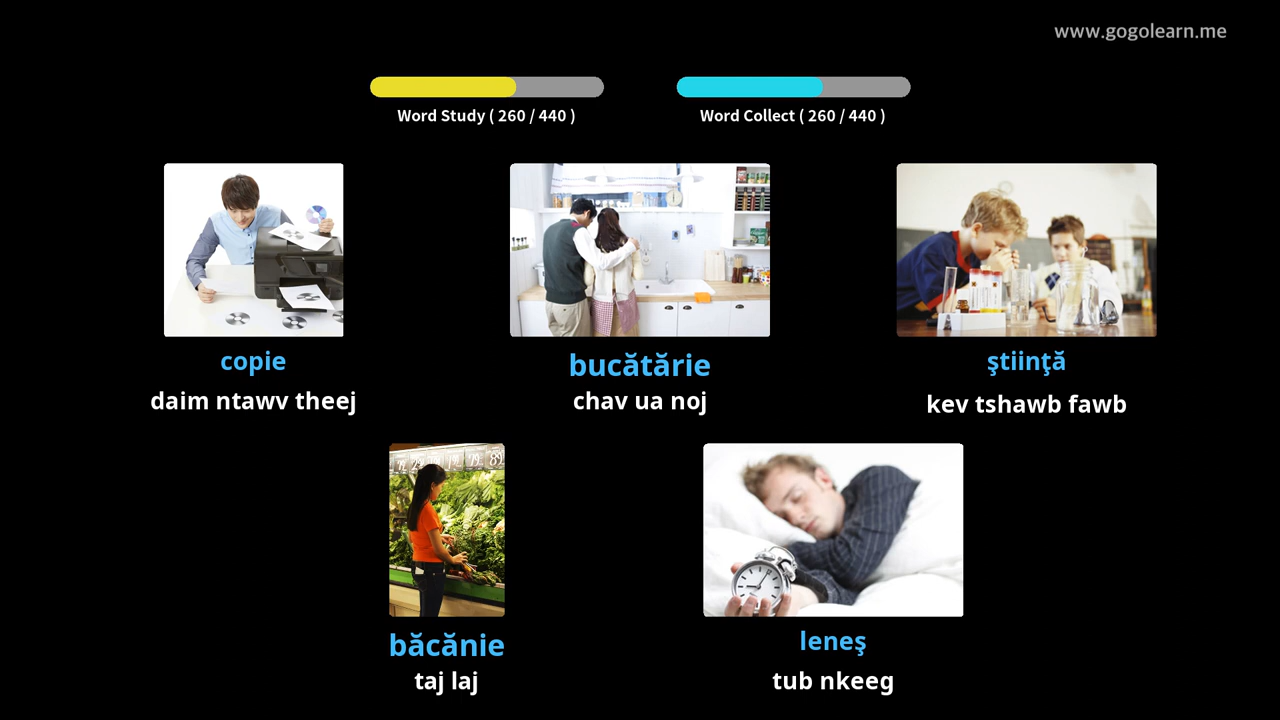 www.gogolearn.me
Word Study ( 260 / 440 )
Word Collect ( 260 / 440 )
copie
daim ntawv theej
bucătărie
chav ua noj
ştiinţă
kev tshawb fawb
băcănie
taj laj
leneş
tub nkeeg